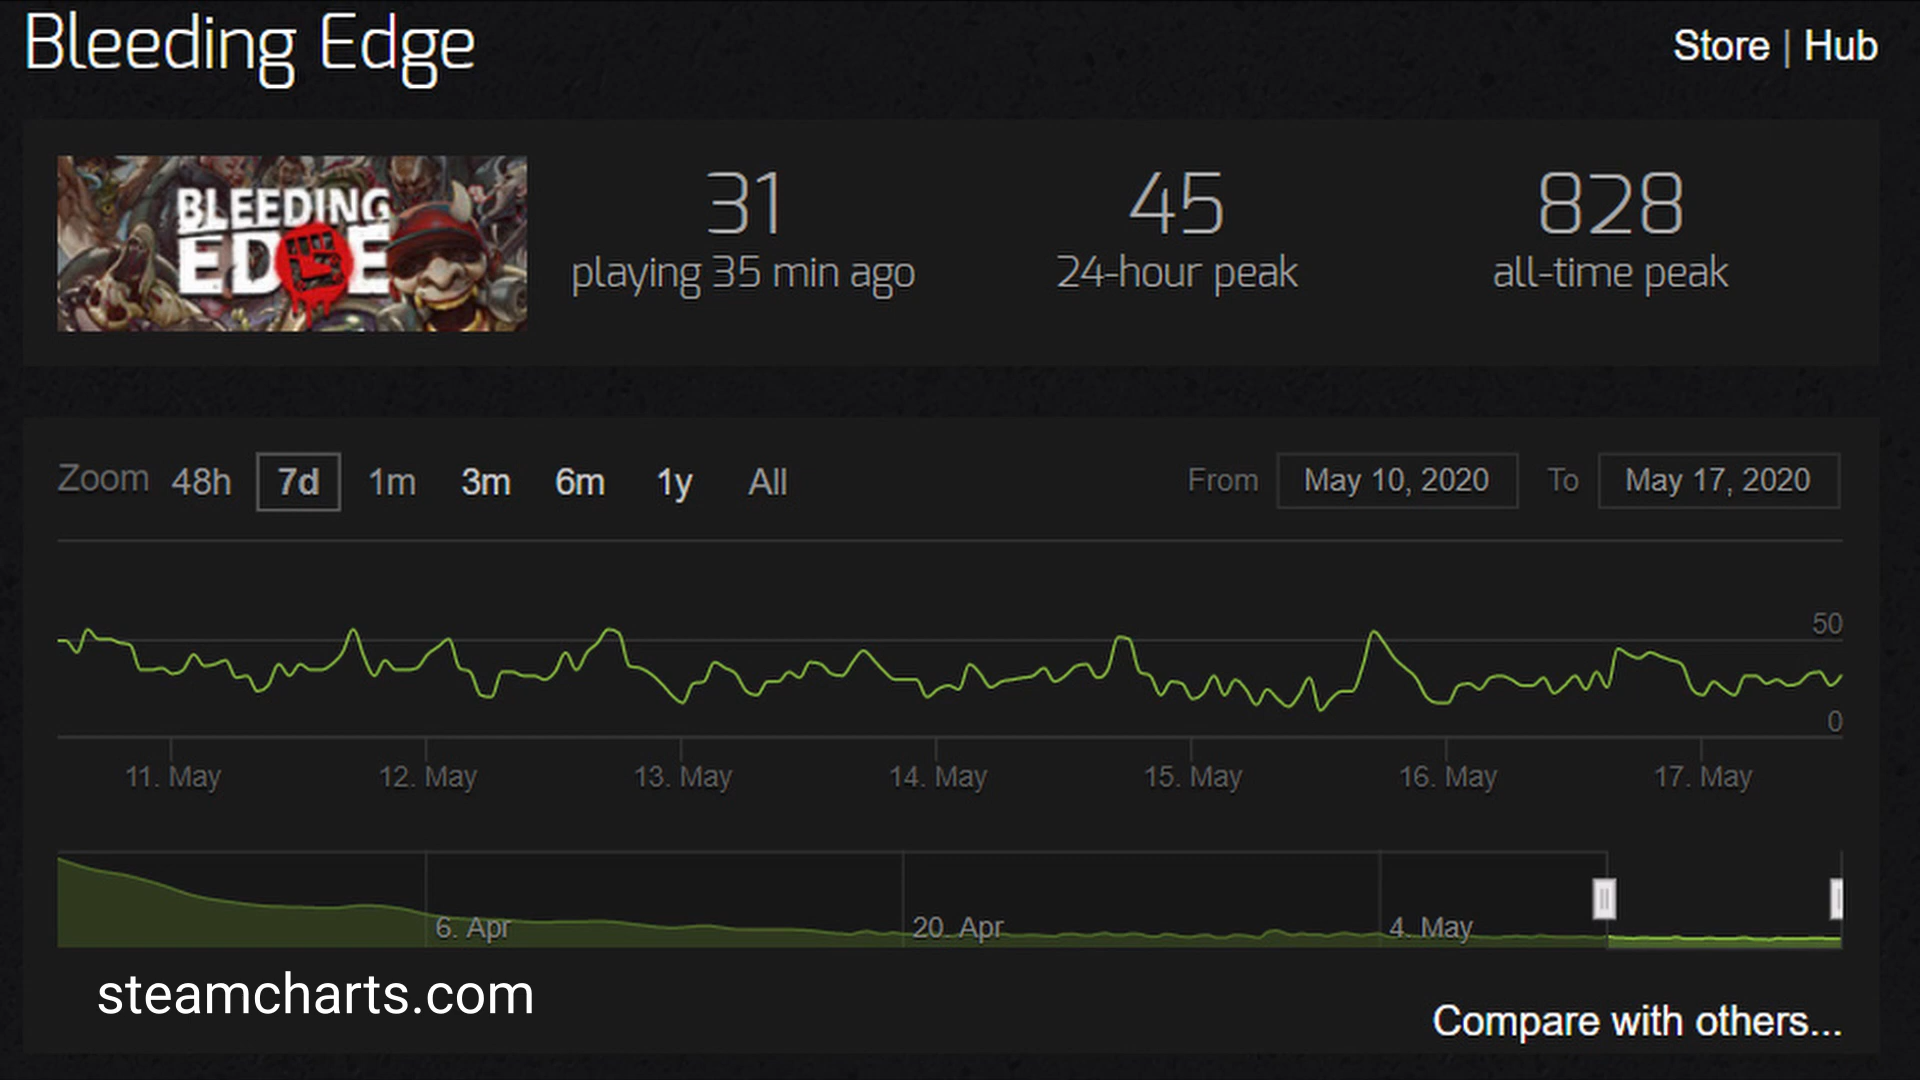 Bleeding Edge
Store | Hub
BLEEDING
EDGE
31
playing 35 min ago
45
24-hour peak
828
all-time peak
Zoom 48h 7d 1m 3m 6m 1y All
From May 10, 2020 To May 17, 2020
50
0
11. May 12. May 13. May 14. May 15. May 16. May 17. May
6. Apr 20. Apr 4. May
steamcharts.com
Compare with others...